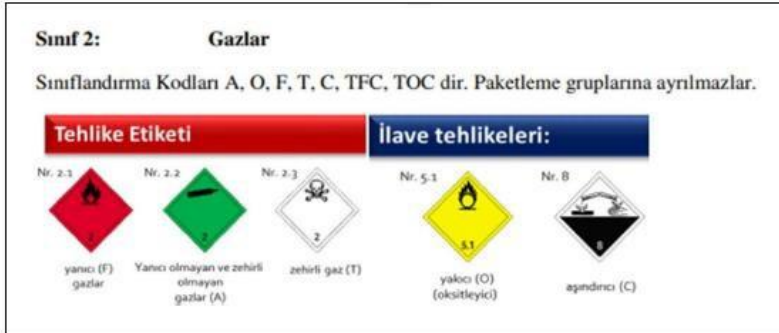 Sınıf 2: Gazlar
Sınıflandırma Kodları A, O, F, T, C, TFC, TOC dir. Paketleme gruplarına ayrılmazlar.
Tehlike Etiketi İlave tehlikeleri:
Nr. 2.1 Nr. 2.2 Nr. 2.3 Nr. 5.1 Nr. 8
2 2 2 5.1 8
yanıcı (F)
gazlar
Yanıcı olmayan ve zehirli
olmayan
gazlar (A)
zehirli gaz (T)
yakıcı (O)
(oksitleyici)
aşındırıcı (C)